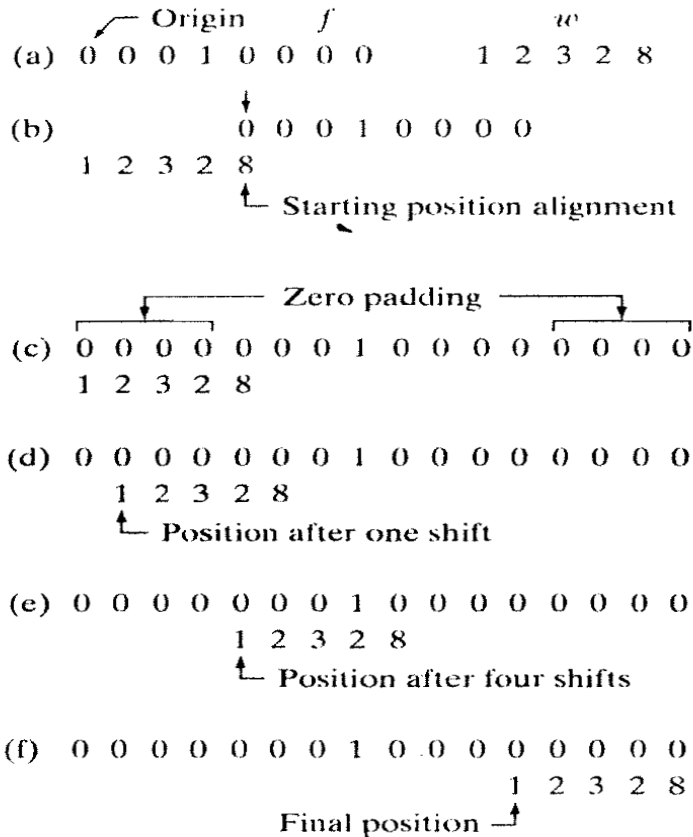 Origin f w
(a) 0 0 0 1 0 0 0 0 1 2 3 2 8
(b) 0 0 0 1 0 0 0 0
1 2 3 2 8
Starting position alignment
Zero padding
(c) 0 0 0 0 0 0 0 1 0 0 0 0 0 0 0 0
1 2 3 2 8
(d) 0 0 0 0 0 0 0 1 0 0 0 0 0 0 0 0
1 2 3 2 8
Position after one shift
(e) 0 0 0 0 0 0 0 1 0 0 0 0 0 0 0 0
1 2 3 2 8
Position after four shifts
(f) 0 0 0 0 0 0 0 1 0 0 0 0 0 0 0 0
1 2 3 2 8
Final position